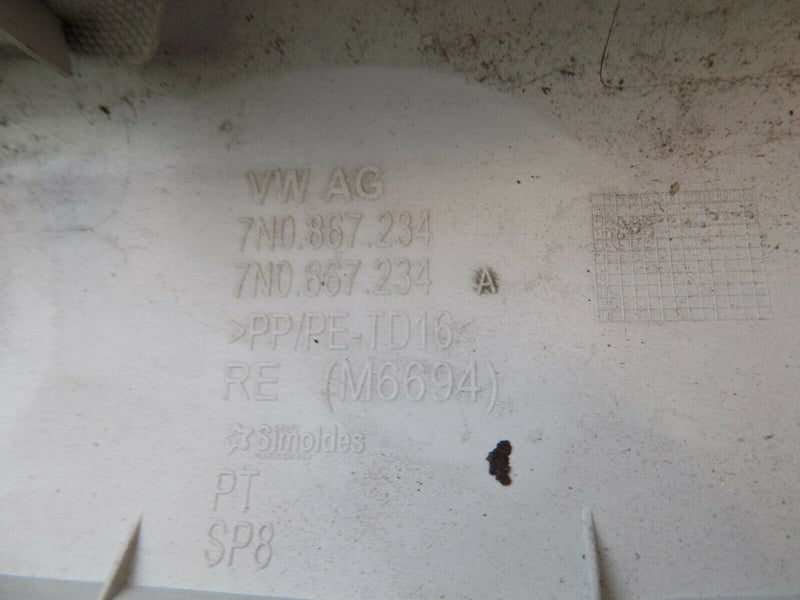 VW AG
7N0.867.234
7N0.867.234 A
>PP/PE-TD16<
RE (M6694)
Simoldes
PT
SP8